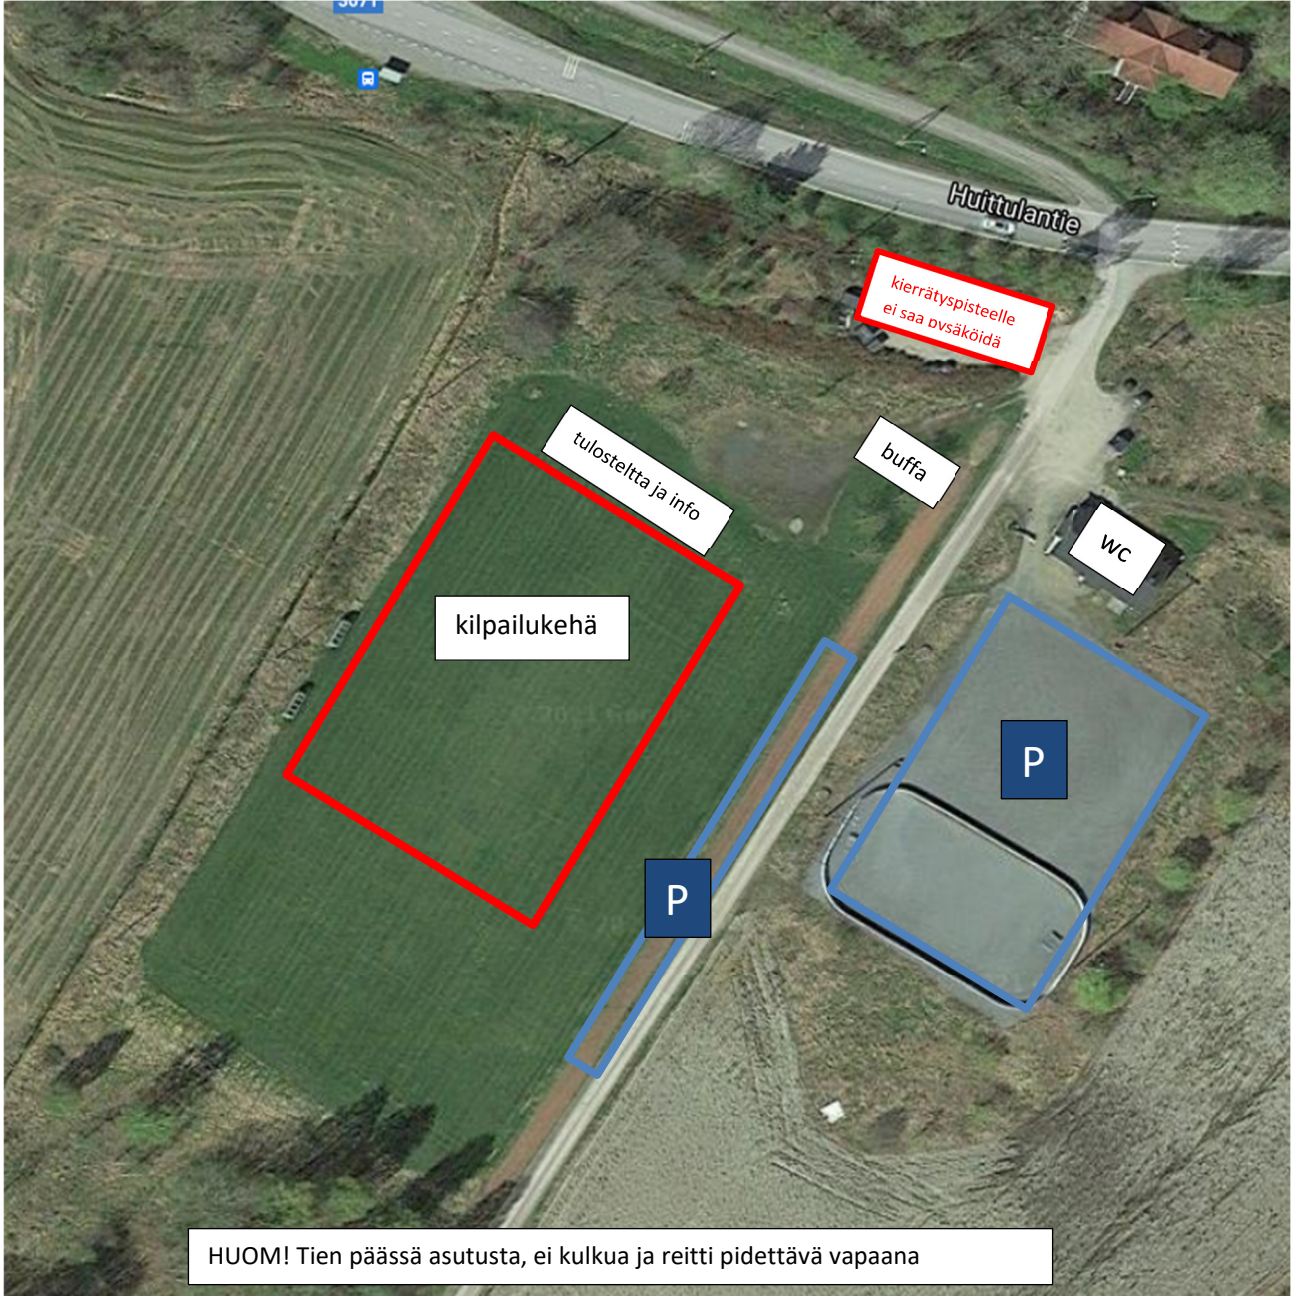 3071
Huittulantie
kierrätyspisteelle
ei saa pysäköidä
tulosteltta ja info
buffa
wc
kilpailukehä
P
P
HUOM! Tien päässä asutusta, ei kulkua ja reitti pidettävä vapaana